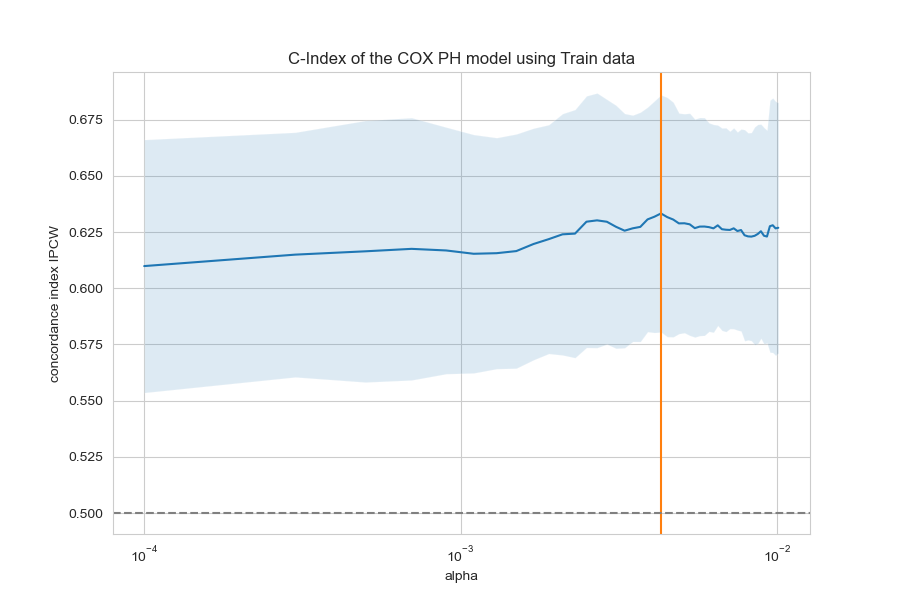 C-Index of the COX PH model using Train data
concordance index IPCW
0.675
0.650
0.625
0.600
0.575
0.550
0.525
0.500
10⁻⁴ 10⁻³ 10⁻²
alpha